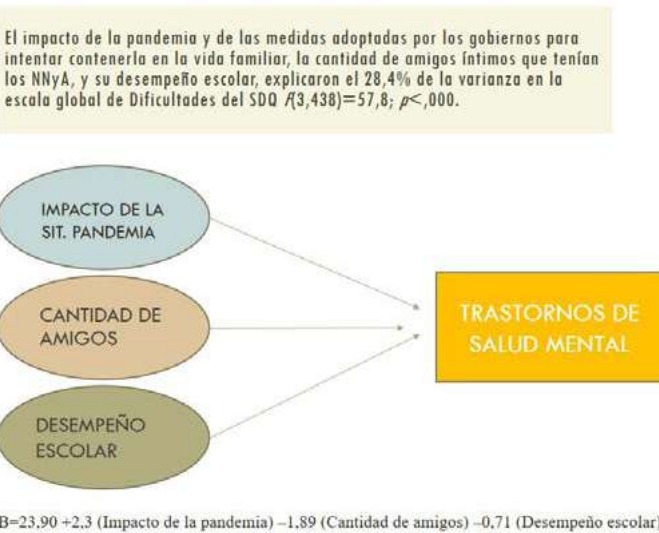 El impacto de la pandemia y de las medidas adoptadas por los gobiernos para
intentar contenerla en la vida familiar, la cantidad de amigos íntimos que tenían
los NNyA, y su desempeño escolar, explicaron el 28,4% de la varianza en la
escala global de Dificultades del SDQ F(3,438)=57,8; p<,000.
IMPACTO DE LA
SIT. PANDEMIA
CANTIDAD DE
AMIGOS
DESEMPEÑO
ESCOLAR
TRASTORNOS DE
SALUD MENTAL
B=23,90 +2,3 (Impacto de la pandemia) –1,89 (Cantidad de amigos) –0,71 (Desempeño escolar)